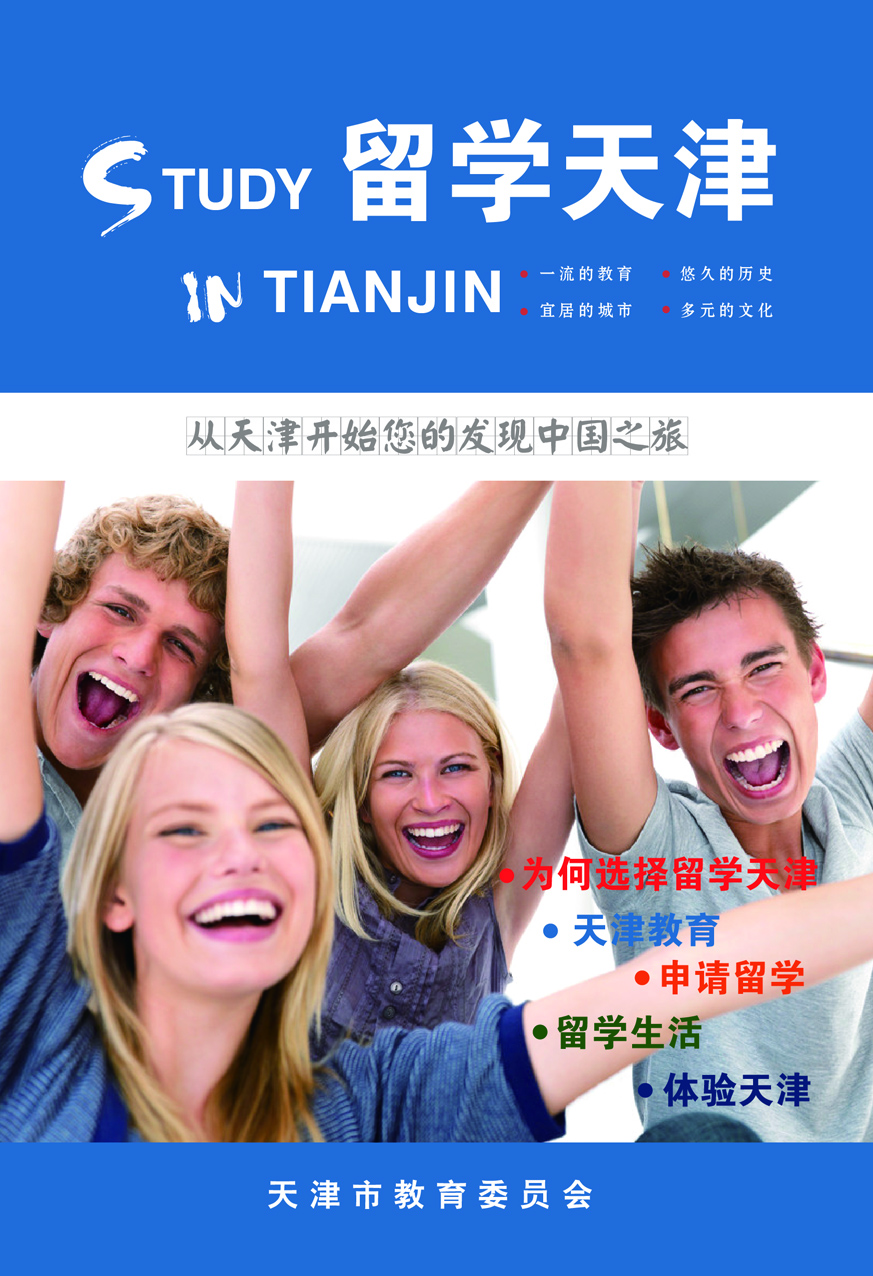 STUDY 留学天津
IN TIANJIN
• 一流的教育 • 悠久的历史
• 宜居的城市 • 多元的文化
从天津开始您的发现中国之旅
• 为何选择留学天津
• 天津教育
• 申请留学
• 留学生活
• 体验天津
天津市教育委员会